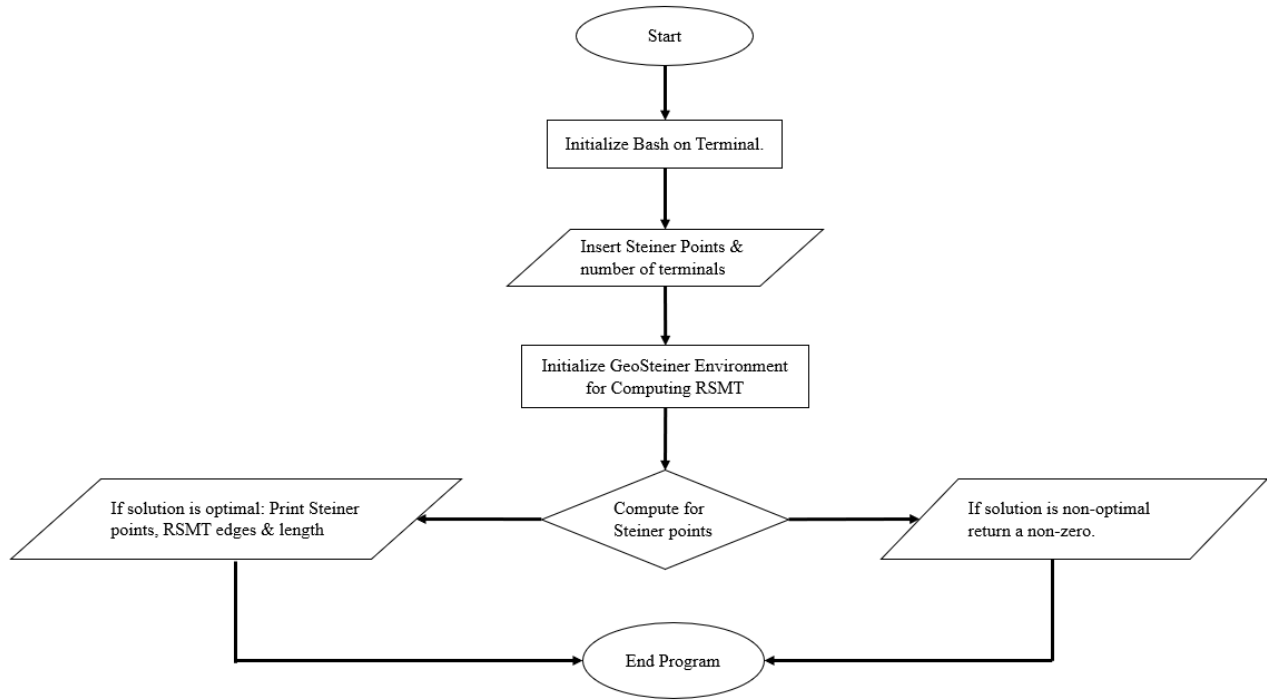 Start
Initialize Bash on Terminal.
Insert Steiner Points &
number of terminals
Initialize GeoSteiner Environment
for Computing RSMT
If solution is optimal: Print Steiner
points, RSMT edges & length
Compute for
Steiner points
If solution is non-optimal
return a non-zero.
End Program